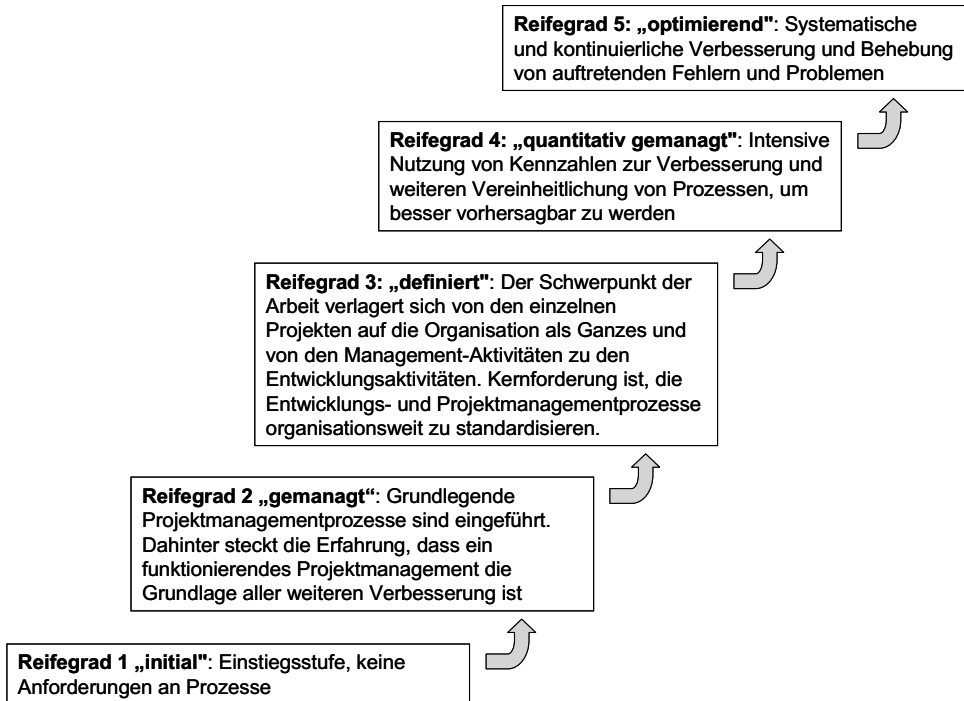 Reifegrad 5: „optimierend": Systematische
und kontinuierliche Verbesserung und Behebung
von auftretenden Fehlern und Problemen
Reifegrad 4: „quantitativ gemanagt": Intensive
Nutzung von Kennzahlen zur Verbesserung und
weiteren Vereinheitlichung von Prozessen, um
besser vorhersagbar zu werden
Reifegrad 3: „definiert": Der Schwerpunkt der
Arbeit verlagert sich von den einzelnen
Projekten auf die Organisation als Ganzes und
von den Management-Aktivitäten zu den
Entwicklungsaktivitäten. Kernforderung ist, die
Entwicklungs- und Projektmanagementprozesse
organisationsweit zu standardisieren.
Reifegrad 2 „gemanagt“: Grundlegende
Projektmanagementprozesse sind eingeführt.
Dahinter steckt die Erfahrung, dass ein
funktionierendes Projektmanagement die
Grundlage aller weiteren Verbesserung ist
Reifegrad 1 „initial": Einstiegsstufe, keine
Anforderungen an Prozesse